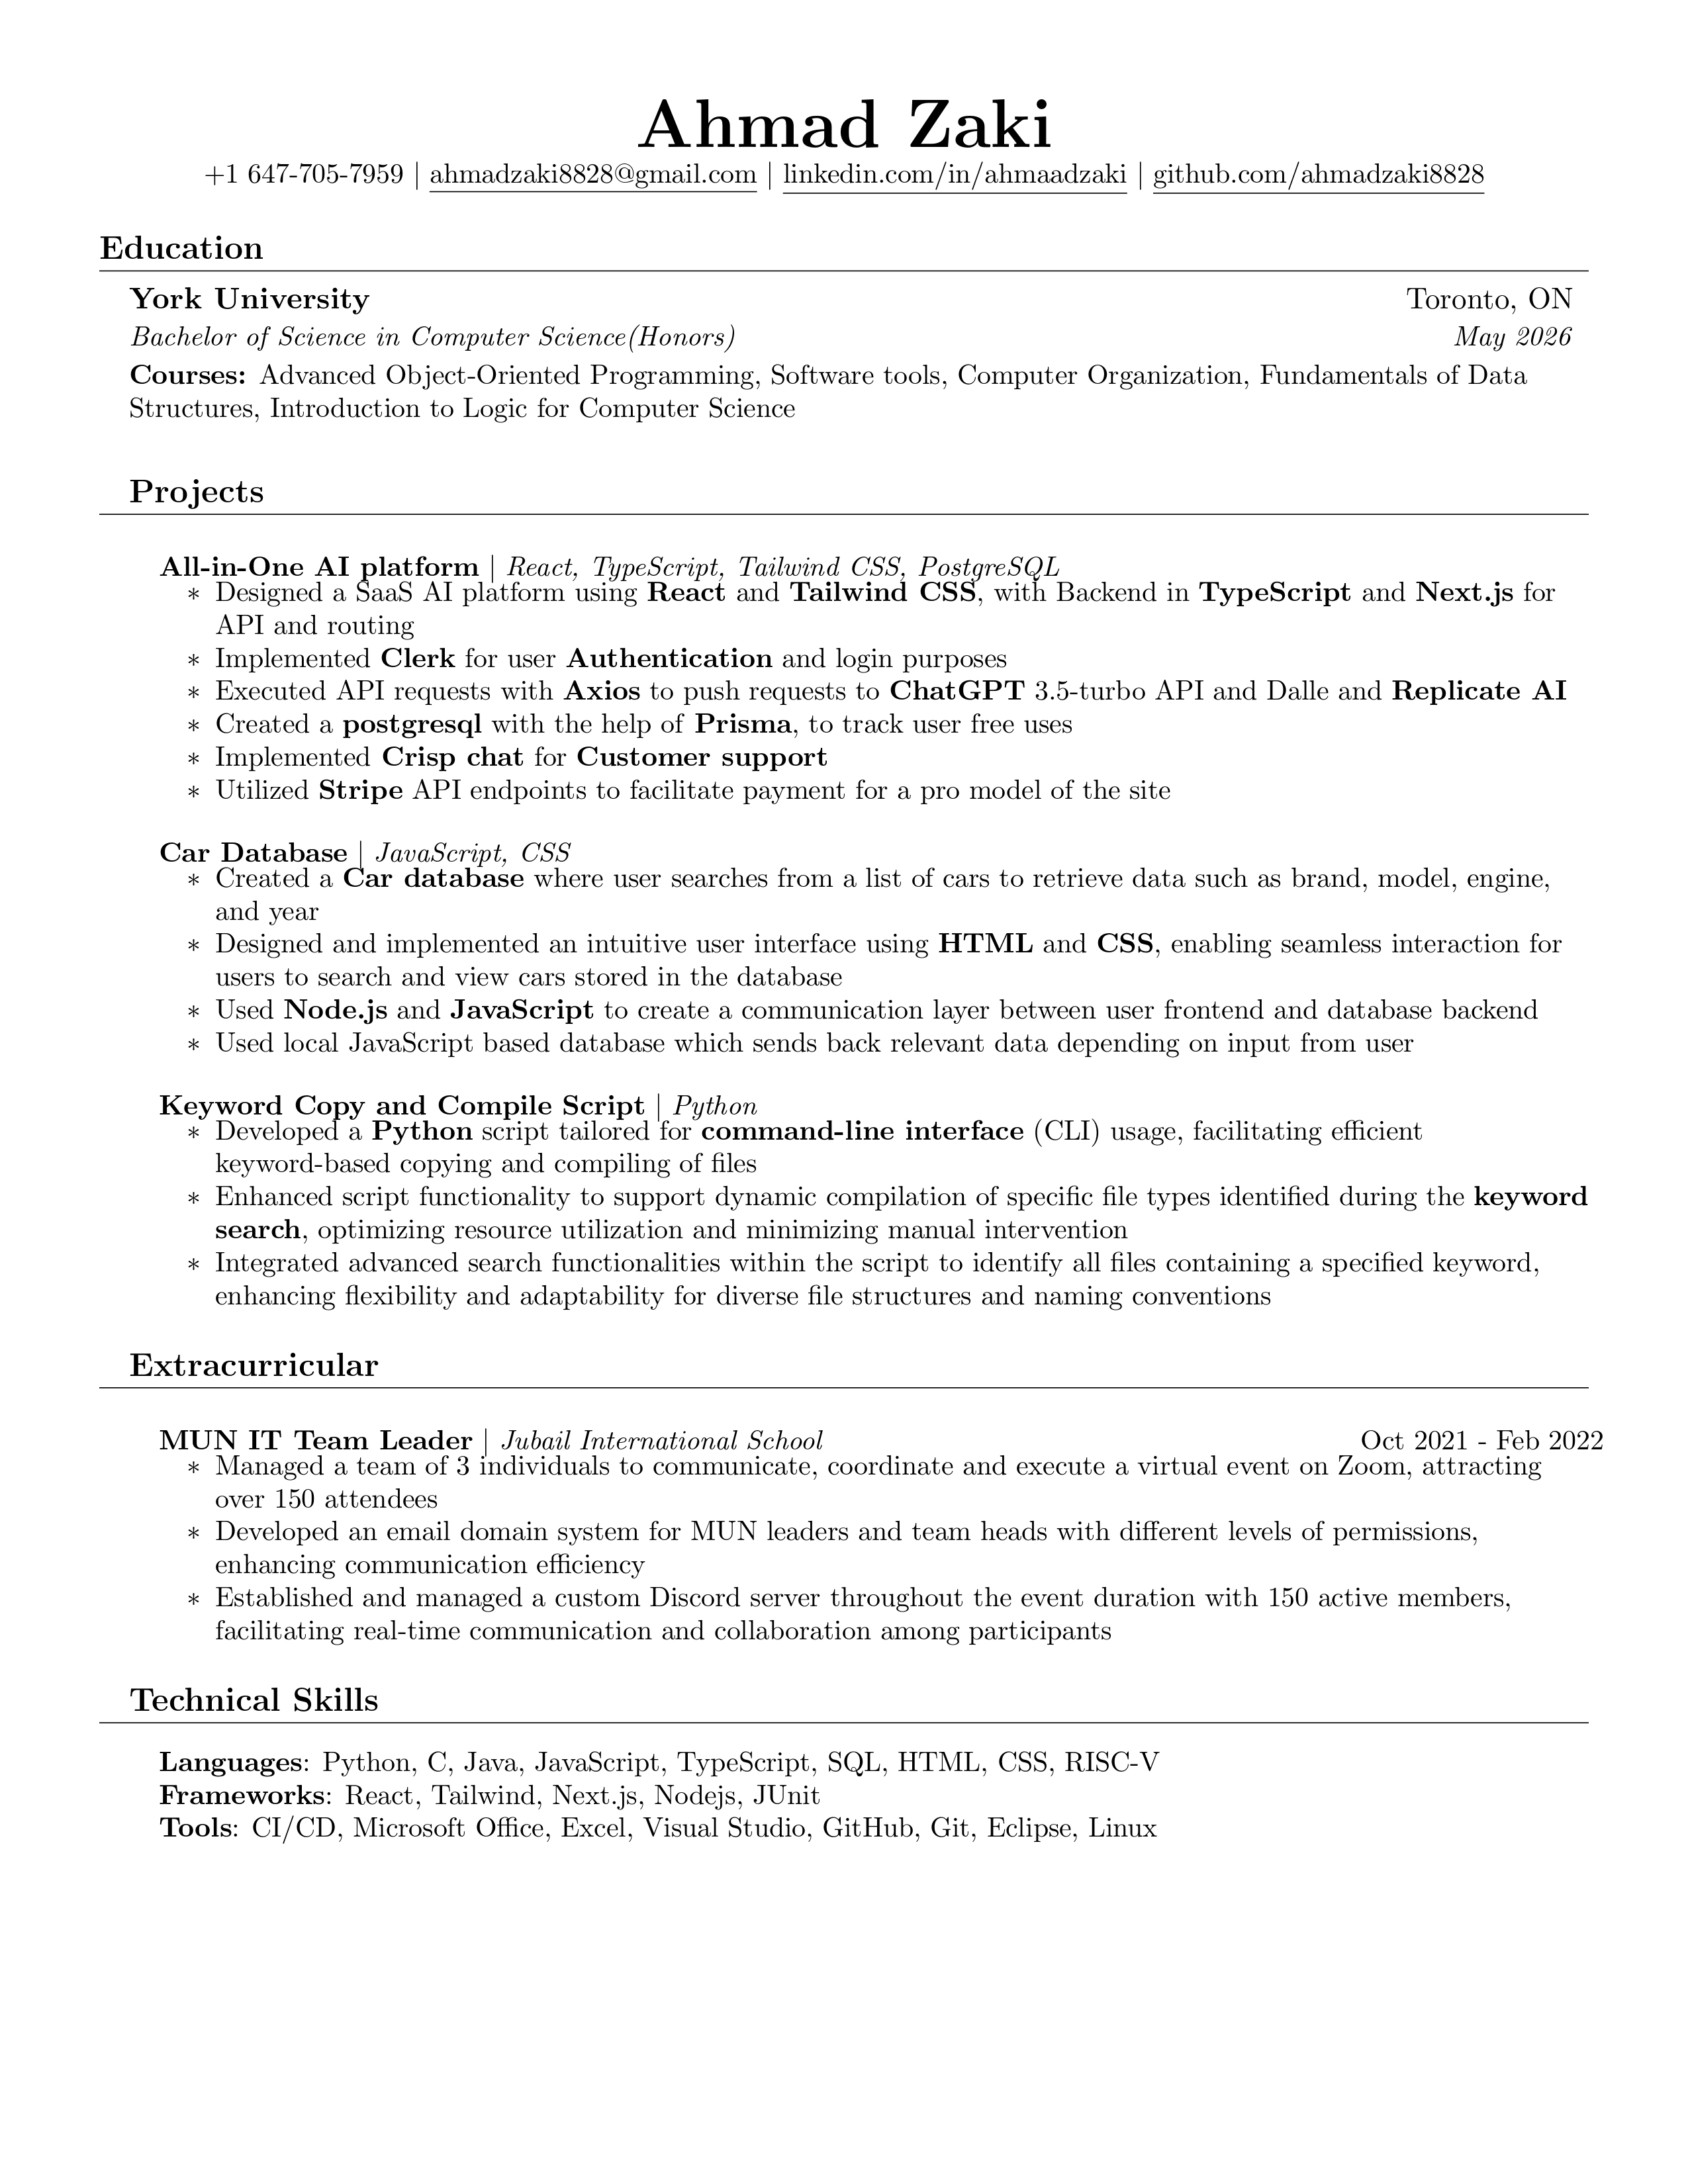 Ahmad Zaki
+1 647-705-7959 | ahmadzaki8828@gmail.com | linkedin.com/in/ahmaadzaki | github.com/ahmadzaki8828
Education
York University Toronto, ON
Bachelor of Science in Computer Science(Honors) May 2026
Courses: Advanced Object-Oriented Programming, Software tools, Computer Organization, Fundamentals of Data
Structures, Introduction to Logic for Computer Science
Projects
All-in-One AI platform | React, TypeScript, Tailwind CSS, PostgreSQL
* Designed a SaaS AI platform using React and Tailwind CSS, with Backend in TypeScript and Next.js for
API and routing
* Implemented Clerk for user Authentication and login purposes
* Executed API requests with Axios to push requests to ChatGPT 3.5-turbo API and Dalle and Replicate AI
* Created a postgresql with the help of Prisma, to track user free uses
* Implemented Crisp chat for Customer support
* Utilized Stripe API endpoints to facilitate payment for a pro model of the site
Car Database | JavaScript, CSS
* Created a Car database where user searches from a list of cars to retrieve data such as brand, model, engine,
and year
* Designed and implemented an intuitive user interface using HTML and CSS, enabling seamless interaction for
users to search and view cars stored in the database
* Used Node.js and JavaScript to create a communication layer between user frontend and database backend
* Used local JavaScript based database which sends back relevant data depending on input from user
Keyword Copy and Compile Script | Python
* Developed a Python script tailored for command-line interface (CLI) usage, facilitating efficient
keyword-based copying and compiling of files
* Enhanced script functionality to support dynamic compilation of specific file types identified during the keyword
search, optimizing resource utilization and minimizing manual intervention
* Integrated advanced search functionalities within the script to identify all files containing a specified keyword,
enhancing flexibility and adaptability for diverse file structures and naming conventions
Extracurricular
MUN IT Team Leader | Jubail International School Oct 2021 - Feb 2022
* Managed a team of 3 individuals to communicate, coordinate and execute a virtual event on Zoom, attracting
over 150 attendees
* Developed an email domain system for MUN leaders and team heads with different levels of permissions,
enhancing communication efficiency
* Established and managed a custom Discord server throughout the event duration with 150 active members,
facilitating real-time communication and collaboration among participants
Technical Skills
Languages: Python, C, Java, JavaScript, TypeScript, SQL, HTML, CSS, RISC-V
Frameworks: React, Tailwind, Next.js, Nodejs, JUnit
Tools: CI/CD, Microsoft Office, Excel, Visual Studio, GitHub, Git, Eclipse, Linux